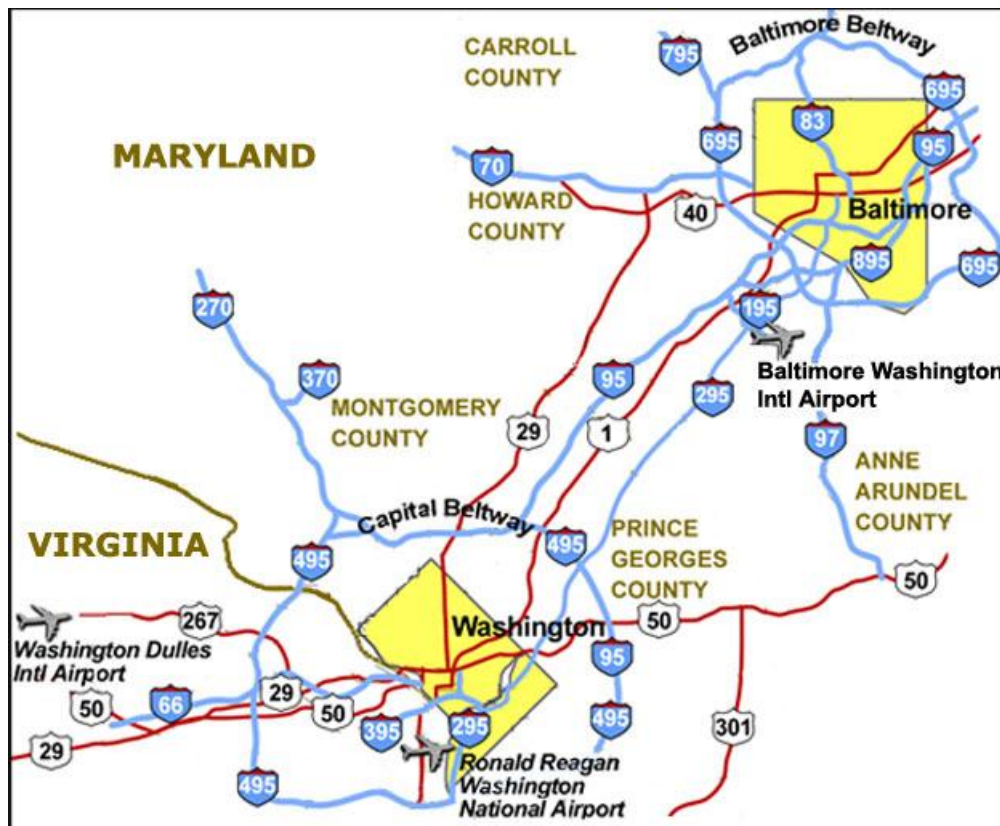 Baltimore Beltway
CARROLL
COUNTY
795
695
83
695
95
MARYLAND
70
HOWARD
COUNTY
40
Baltimore
895
695
270
195
Baltimore Washington
Intl Airport
370
95
295
MONTGOMERY
COUNTY
29
1
97
ANNE
ARUNDEL
COUNTY
Capital Beltway
VIRGINIA
495
495
PRINCE
GEORGES
COUNTY
50
267
Washington
50
Washington Dulles
Intl Airport
95
29
66
50
50
395
295
495
301
29
Ronald Reagan
Washington
National Airport
495